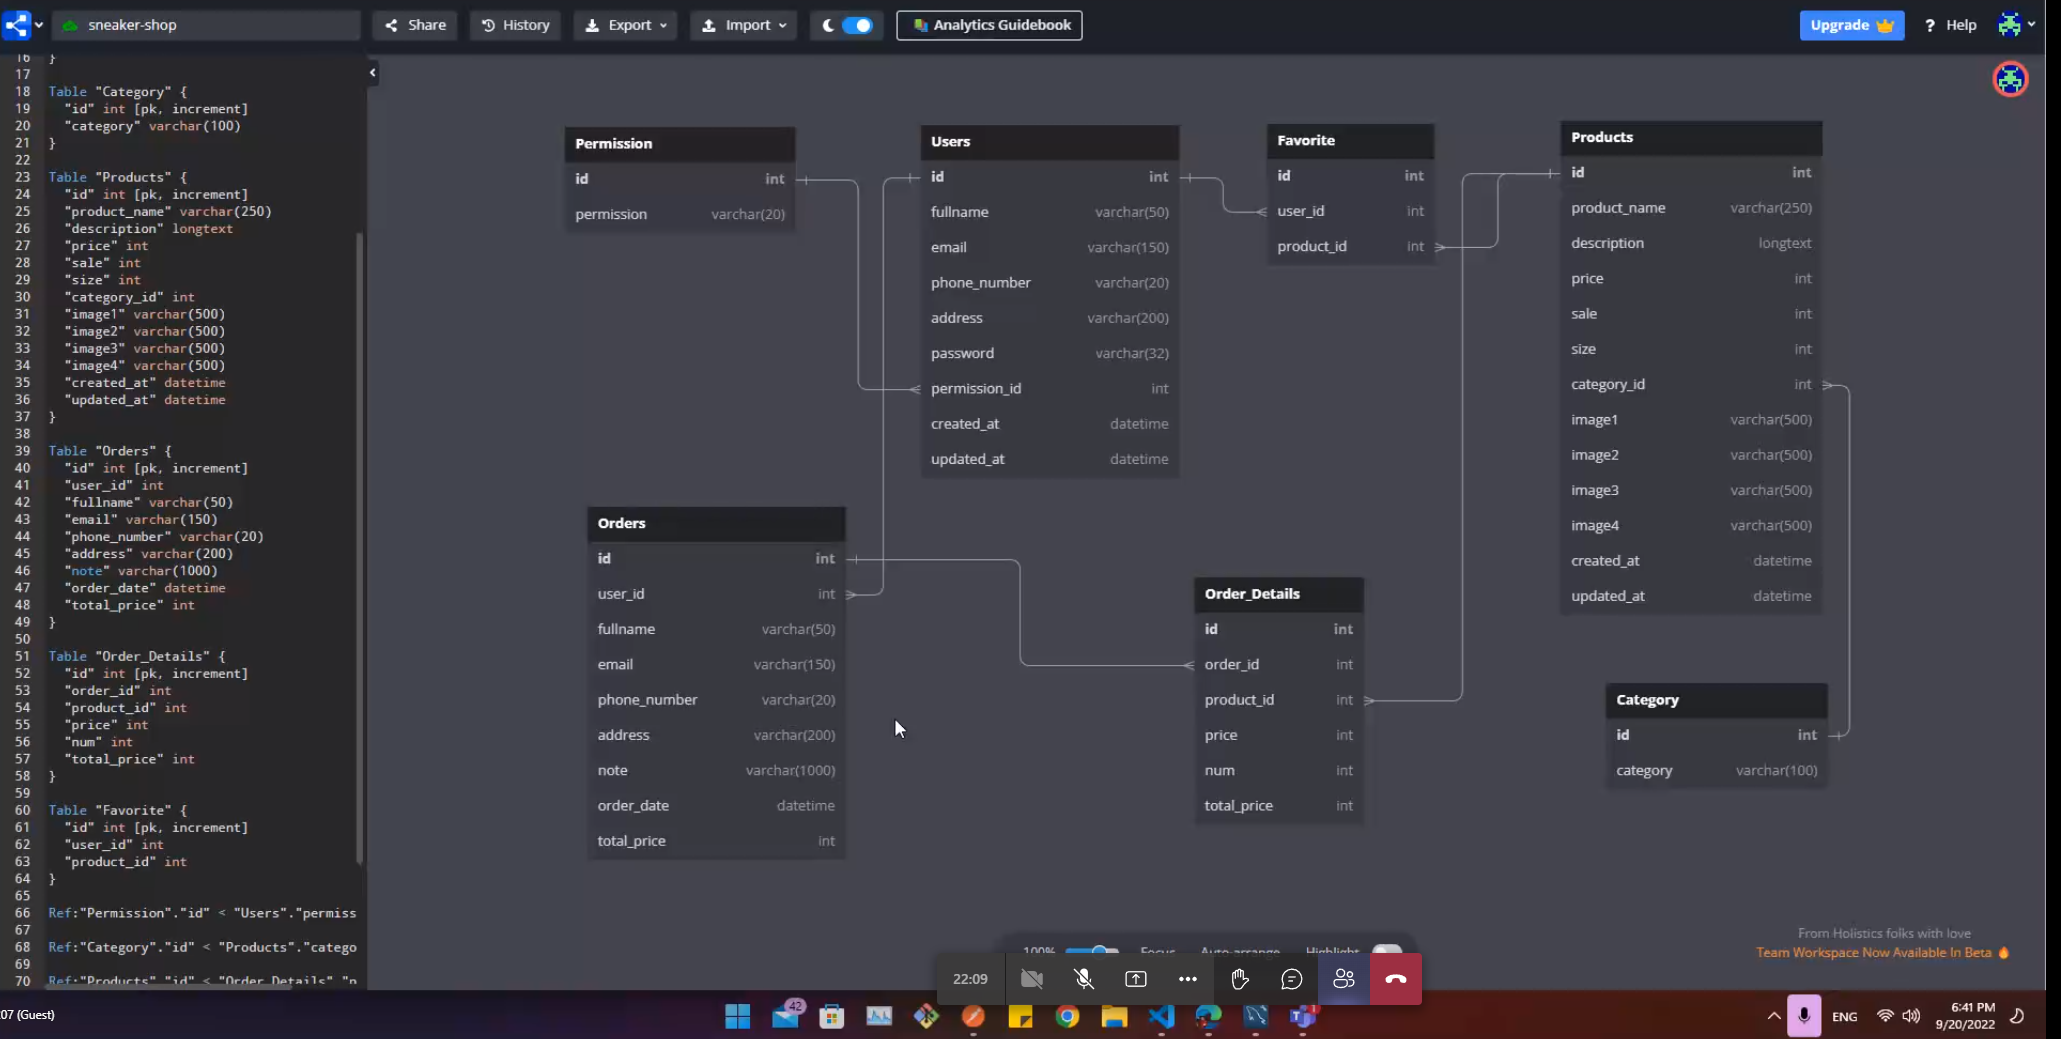 sneaker-shop
Share
History
Export
Import
Analytics Guidebook
Upgrade
? Help
16 }
17
18 Table "Category" {
19 "id" int [pk, increment]
20 "category" varchar(100)
21 }
22
23 Table "Products" {
24 "id" int [pk, increment]
25 "product_name" varchar(250)
26 "description" longtext
27 "price" int
28 "sale" int
29 "size" int
30 "category_id" int
31 "image1" varchar(500)
32 "image2" varchar(500)
33 "image3" varchar(500)
34 "image4" varchar(500)
35 "created_at" datetime
36 "updated_at" datetime
37 }
38
39 Table "Orders" {
40 "id" int [pk, increment]
41 "user_id" int
42 "fullname" varchar(50)
43 "email" varchar(150)
44 "phone_number" varchar(20)
45 "address" varchar(200)
46 "note" varchar(1000)
47 "order_date" datetime
48 "total_price" int
49 }
50
51 Table "Order_Details" {
52 "id" int [pk, increment]
53 "order_id" int
54 "product_id" int
55 "price" int
56 "num" int
57 "total_price" int
58 }
59
60 Table "Favorite" {
61 "id" int [pk, increment]
62 "user_id" int
63 "product_id" int
64 }
65
66 Ref:"Permission"."id" < "Users"."permiss
67
68 Ref:"Category"."id" < "Products"."catego
69
70 Ref:"Products"."id" < "Order_Details"."p
Permission
id int
permission varchar(20)
Users
id int
fullname varchar(50)
email varchar(150)
phone_number varchar(20)
address varchar(200)
password varchar(32)
permission_id int
created_at datetime
updated_at datetime
Favorite
id int
user_id int
product_id int
Products
id int
product_name varchar(250)
description longtext
price int
sale int
size int
category_id int
image1 varchar(500)
image2 varchar(500)
image3 varchar(500)
image4 varchar(500)
created_at datetime
updated_at datetime
Orders
id int
user_id int
fullname varchar(50)
email varchar(150)
phone_number varchar(20)
address varchar(200)
note varchar(1000)
order_date datetime
total_price int
Order_Details
id int
order_id int
product_id int
price int
num int
total_price int
Category
id int
category varchar(100)
From Holistics folks with love
Team Workspace Now Available In Beta
100% Focus Auto-arrange Highlight
22:09
07 (Guest)
42
1
ENG
6:41 PM
9/20/2022